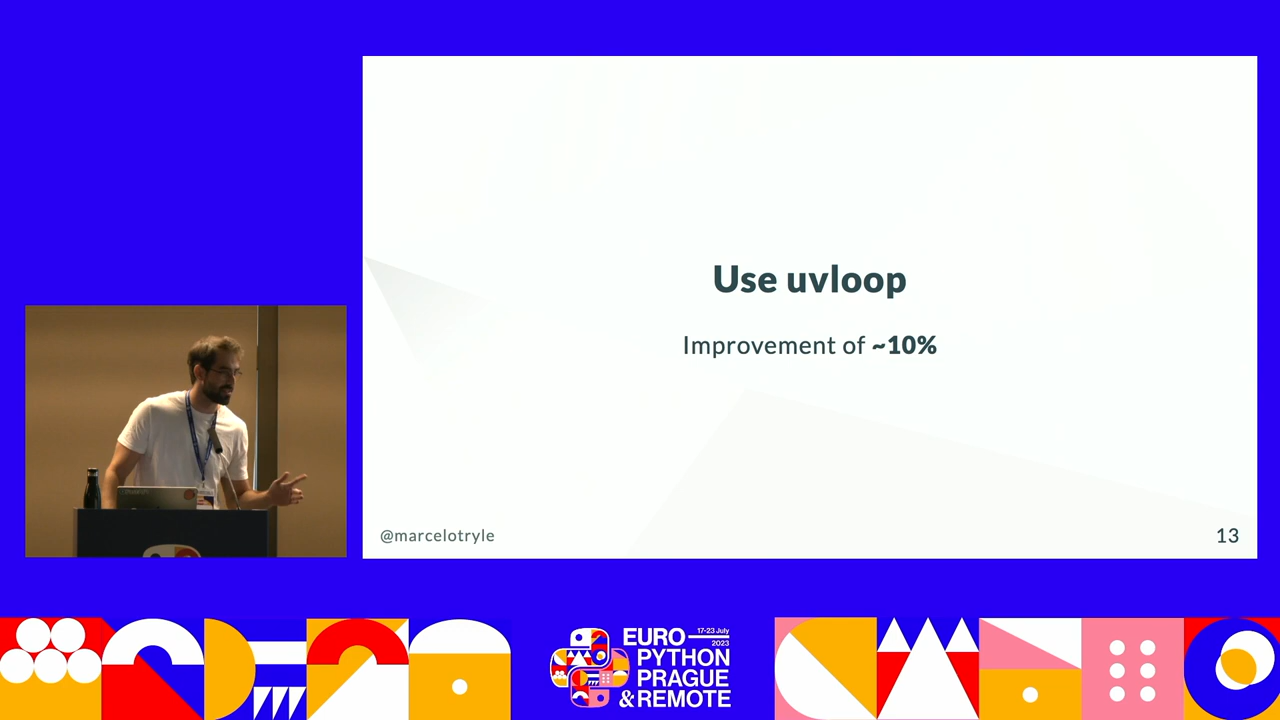 Use uvloop
Improvement of ~10%
@marcelotryle
13
EURO
17-23 July
2023
PYTHON
PRAGUE
&REMOTE